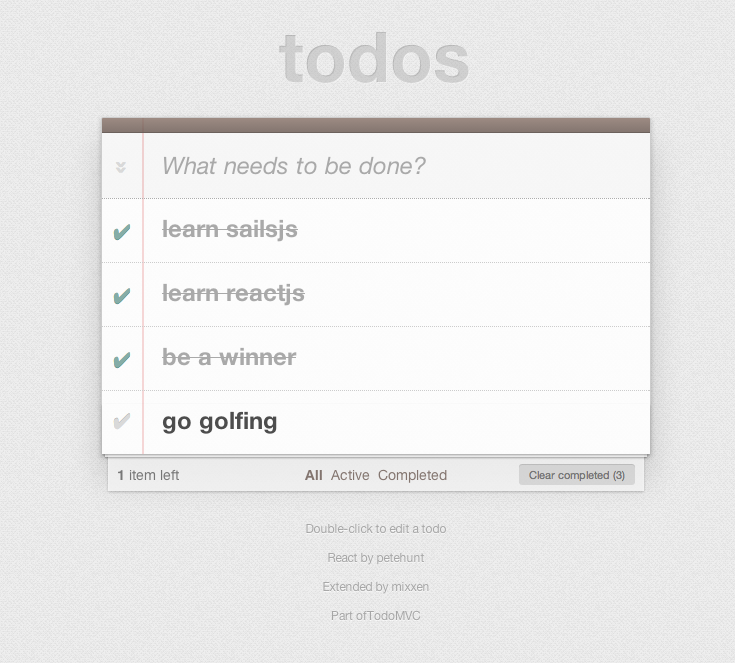 todos
What needs to be done?
learn sailsjs
learn reactjs
be a winner
go golfing
1 item left All Active Completed Clear completed (3)
Double-click to edit a todo
React by petehunt
Extended by mixxen
Part ofTodoMVC